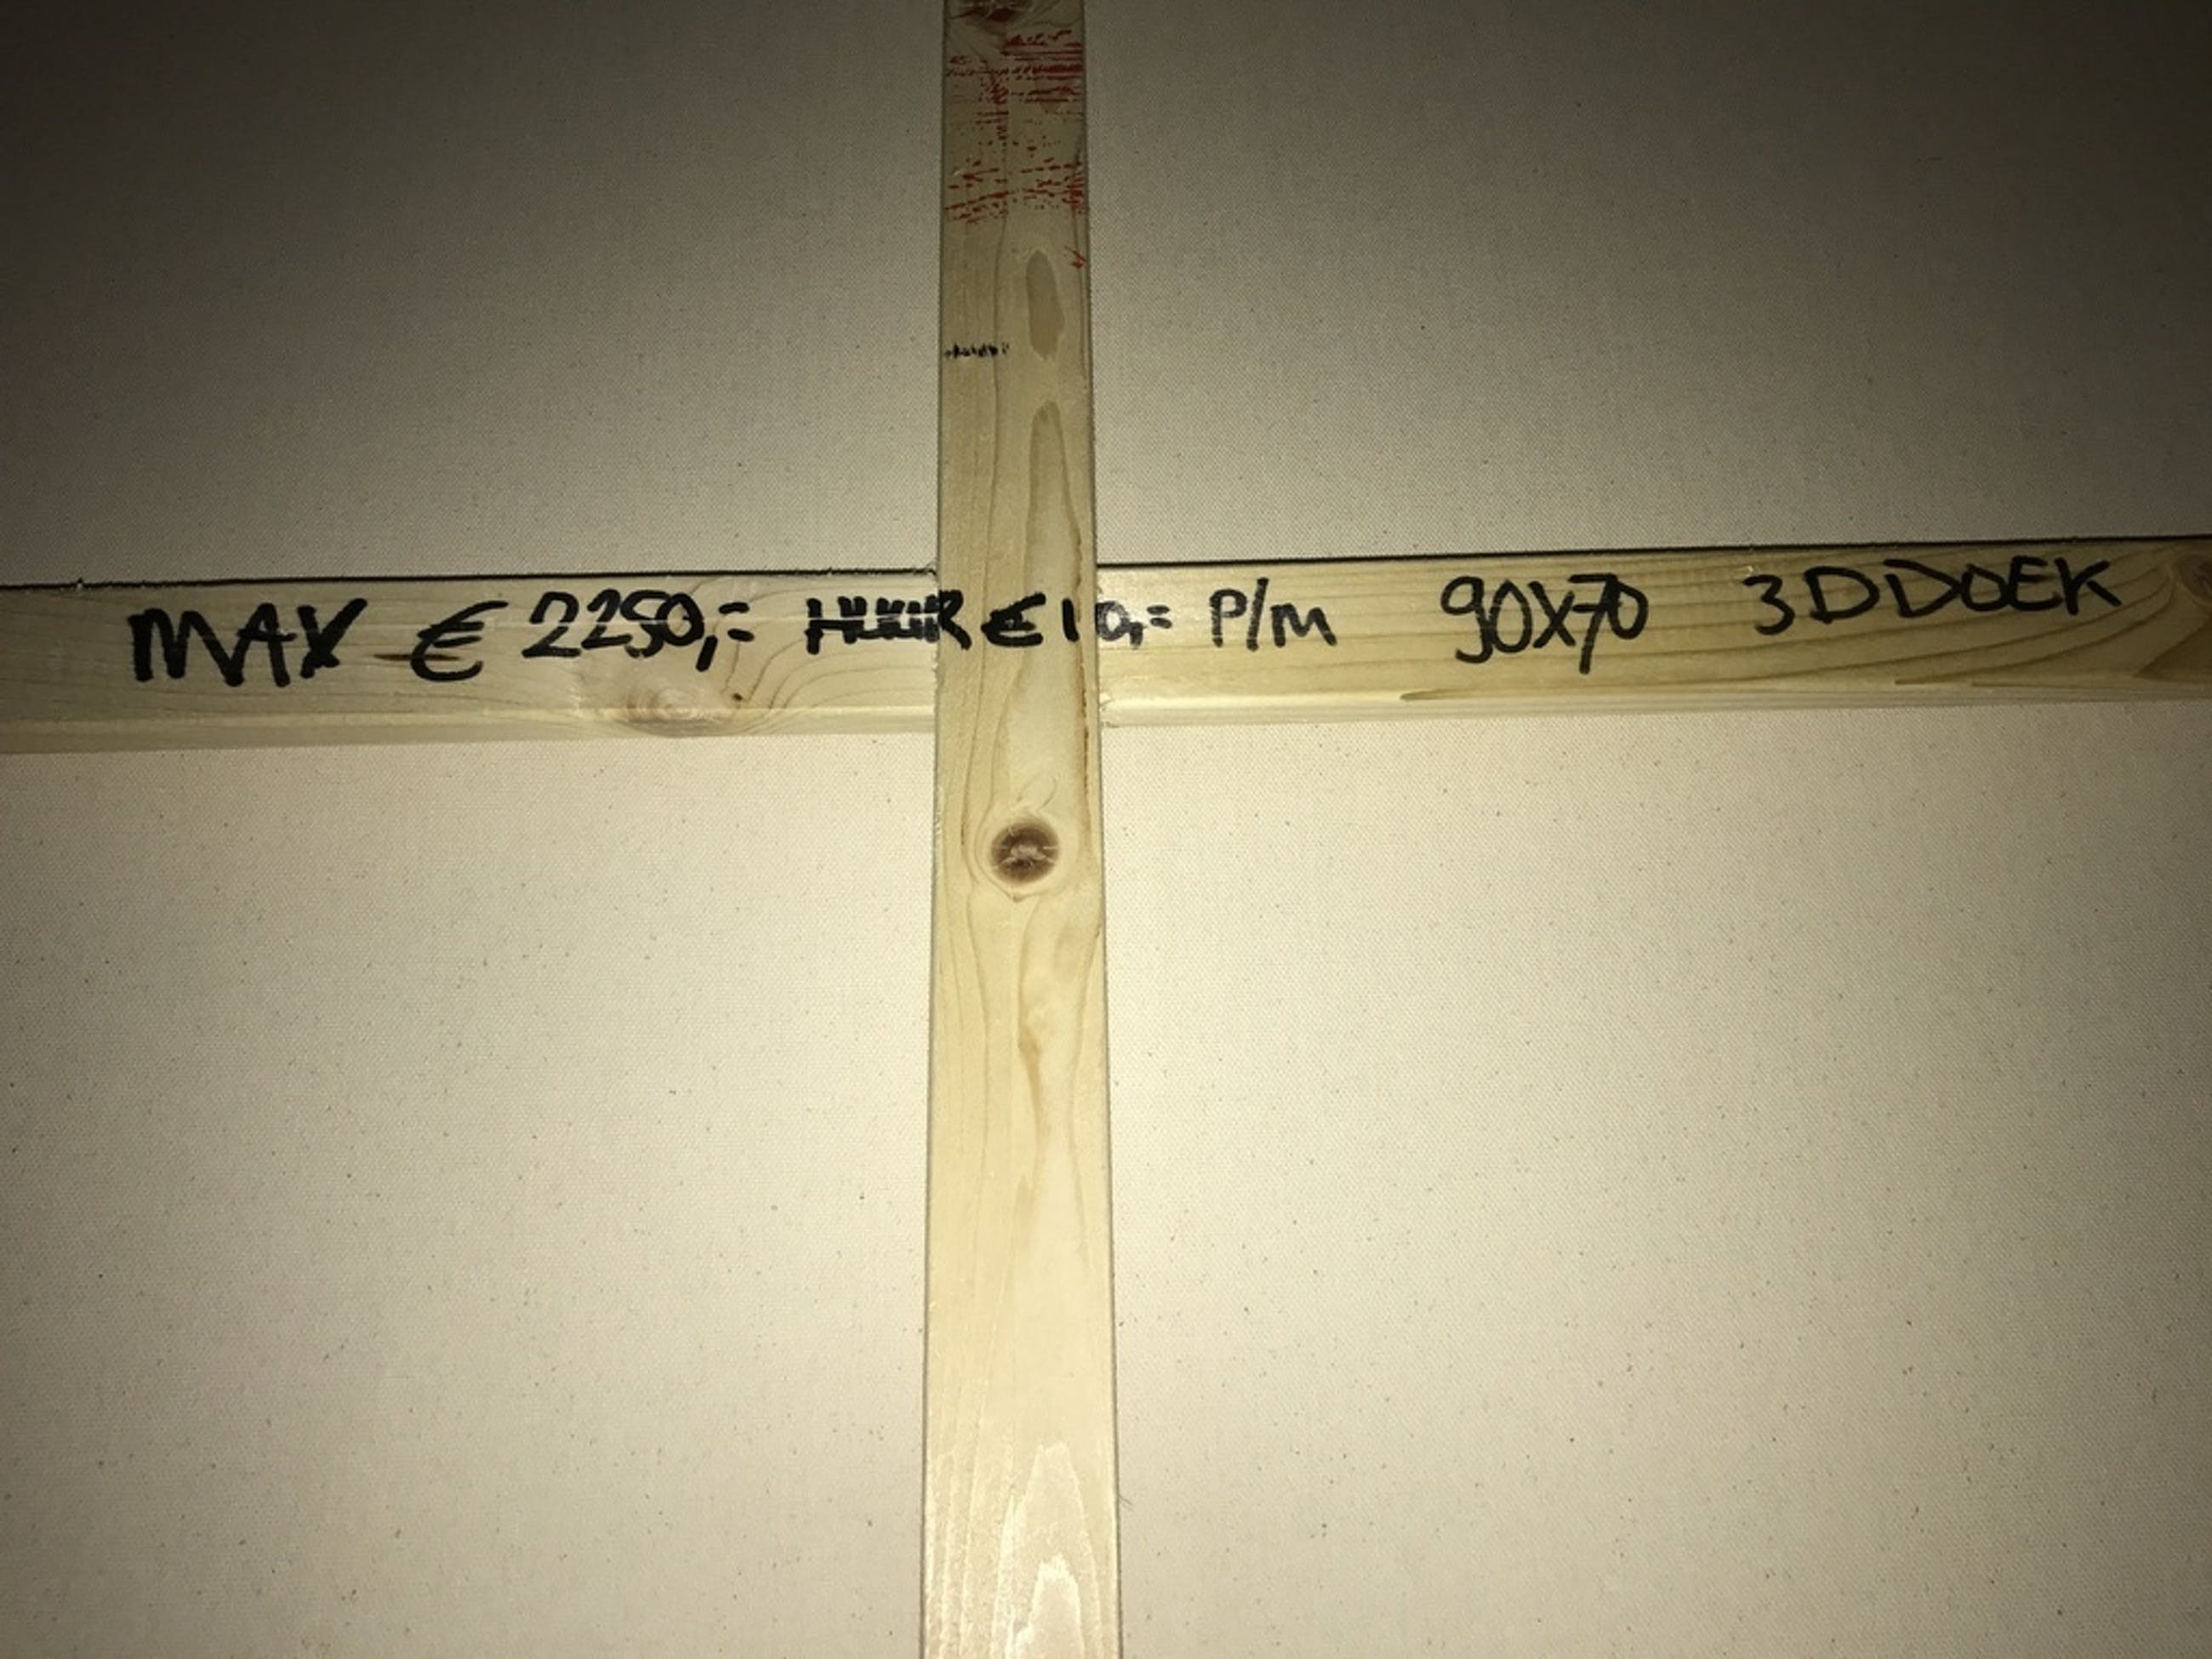 MAX € 2250,= HUUR € 10,= P/M 90X70 3D DOEK